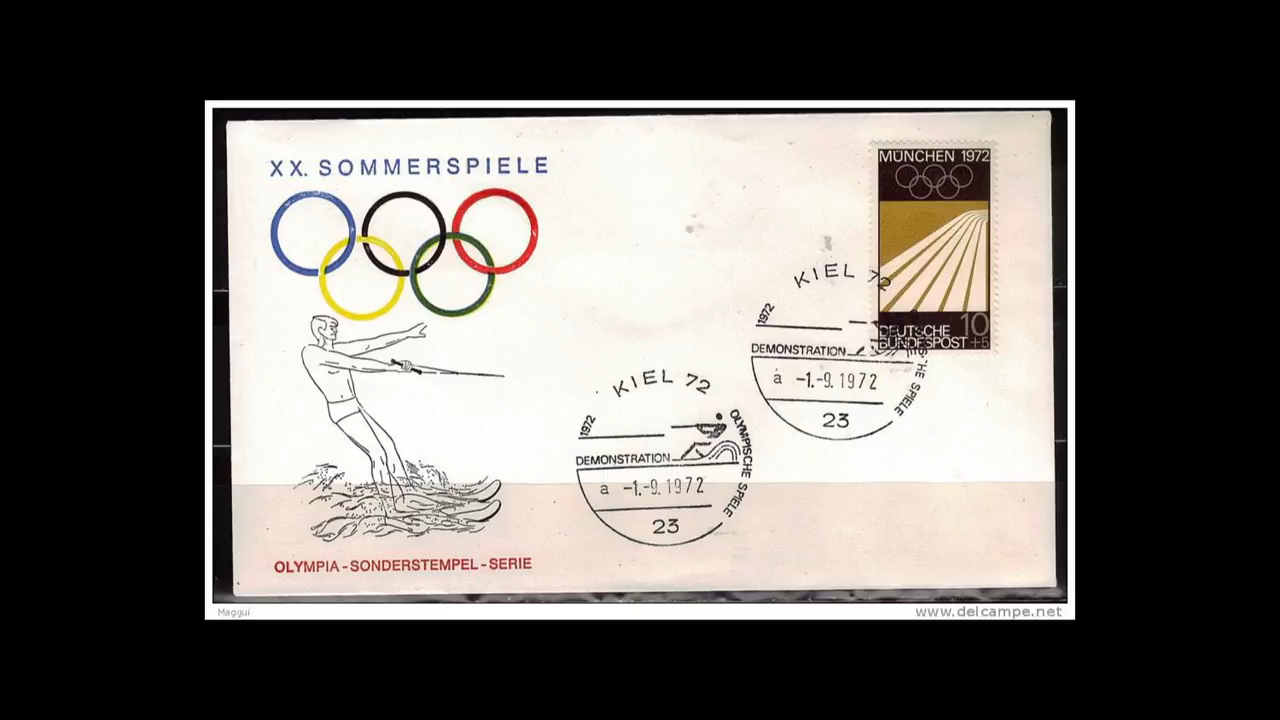 XX. SOMMERSPIELE
MÜNCHEN 1972
10
DEUTSCHE
BUNDESPOST +5
KIEL 72
1972
DEMONSTRATION
OLYMPISCHE SPIELE
a -1.-9.1972
23
KIEL 72
1972
DEMONSTRATION
SPIELE
a -1.-9.1972
23
OLYMPIA-SONDERSTEMPEL-SERIE
Maggui
www.delcampe.net